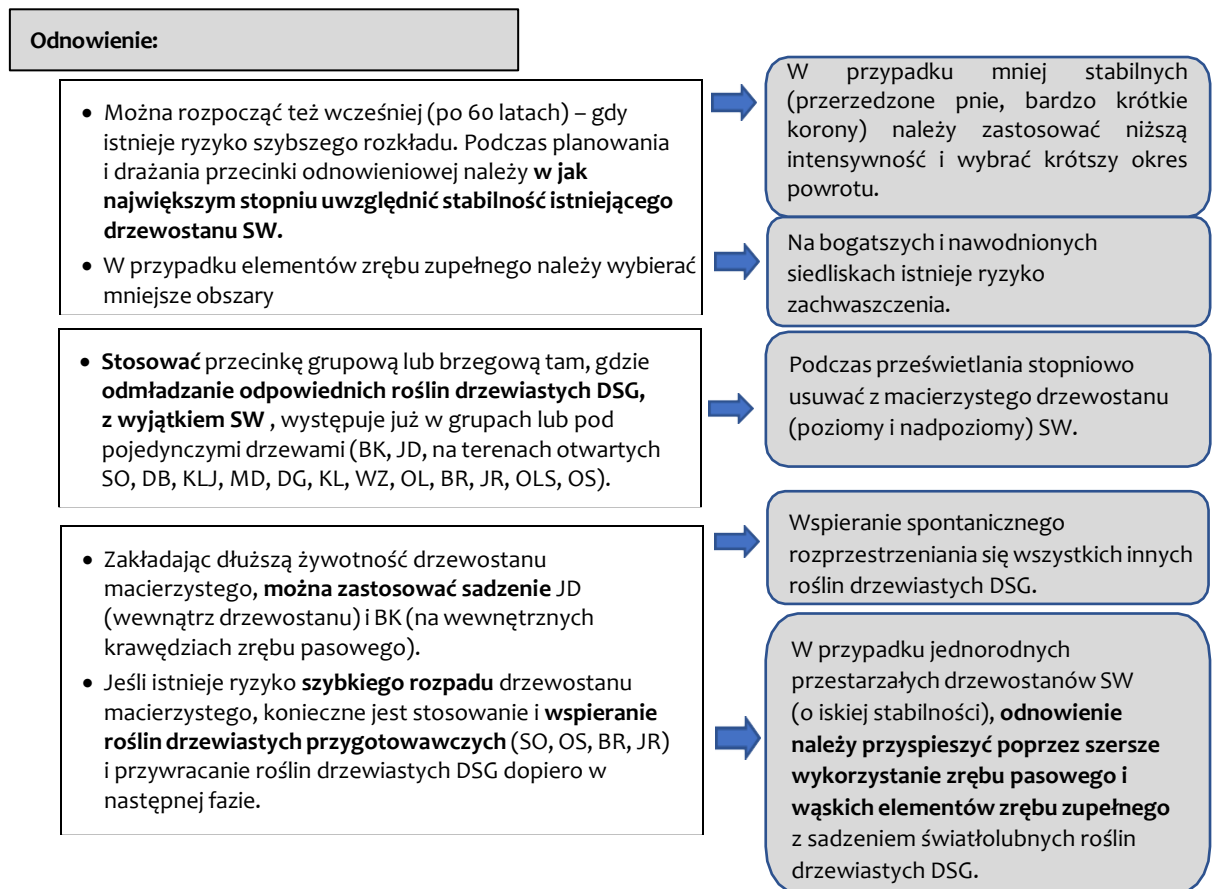 Odnowienie:
• Można rozpocząć też wcześniej (po 60 latach) – gdy
istnieje ryzyko szybszego rozkładu. Podczas planowania
i drażania przecinki odnowieniowej należy w jak
największym stopniu uwzględnić stabilność istniejącego
drzewostanu SW.
• W przypadku elementów zrębu zupełnego należy wybierać
mniejsze obszary
W przypadku mniej stabilnych
(przerzedzone pnie, bardzo krótkie
korony) należy zastosować niższą
intensywność i wybrać krótszy okres
powrotu.
Na bogatszych i nawodnionych
siedliskach istnieje ryzyko
zachwaszczenia.
• Stosować przecinkę grupową lub brzegową tam, gdzie
odmładzanie odpowiednich roślin drzewiastych DSG,
z wyjątkiem SW , występuje już w grupach lub pod
pojedynczymi drzewami (BK, JD, na terenach otwartych
SO, DB, KLJ, MD, DG, KL, WZ, OL, BR, JR, OLS, OS).
Podczas prześwietlania stopniowo
usuwać z macierzystego drzewostanu
(poziomy i nadpoziomy) SW.
• Zakładając dłuższą żywotność drzewostanu
macierzystego, można zastosować sadzenie JD
(wewnątrz drzewostanu) i BK (na wewnętrznych
krawędziach zrębu pasowego).
• Jeśli istnieje ryzyko szybkiego rozpadu drzewostanu
macierzystego, konieczne jest stosowanie i wspieranie
roślin drzewiastych przygotowawczych (SO, OS, BR, JR)
i przywracanie roślin drzewiastych DSG dopiero w
następnej fazie.
Wspieranie spontanicznego
rozprzestrzeniania się wszystkich innych
roślin drzewiastych DSG.
W przypadku jednorodnych
przestarzałych drzewostanów SW
(o iskiej stabilności), odnowienie
należy przyspieszyć poprzez szersze
wykorzystanie zrębu pasowego i
wąskich elementów zrębu zupełnego
z sadzeniem światłolubnych roślin
drzewiastych DSG.